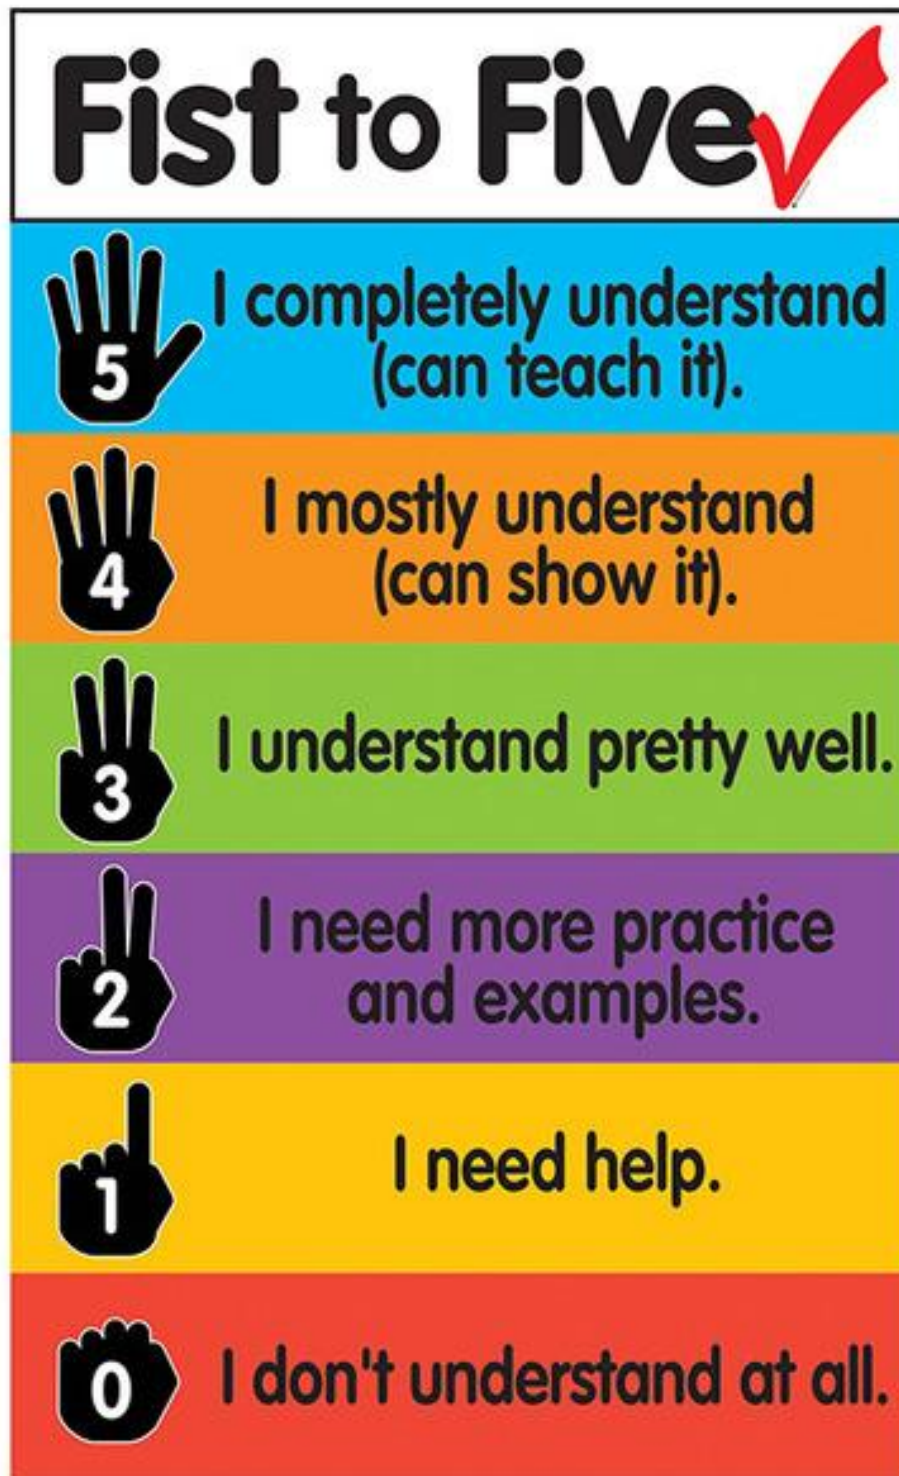 Fist to Five
5
I completely understand
(can teach it).
4
I mostly understand
(can show it).
3
I understand pretty well.
2
I need more practice
and examples.
1
I need help.
0
I don't understand at all.